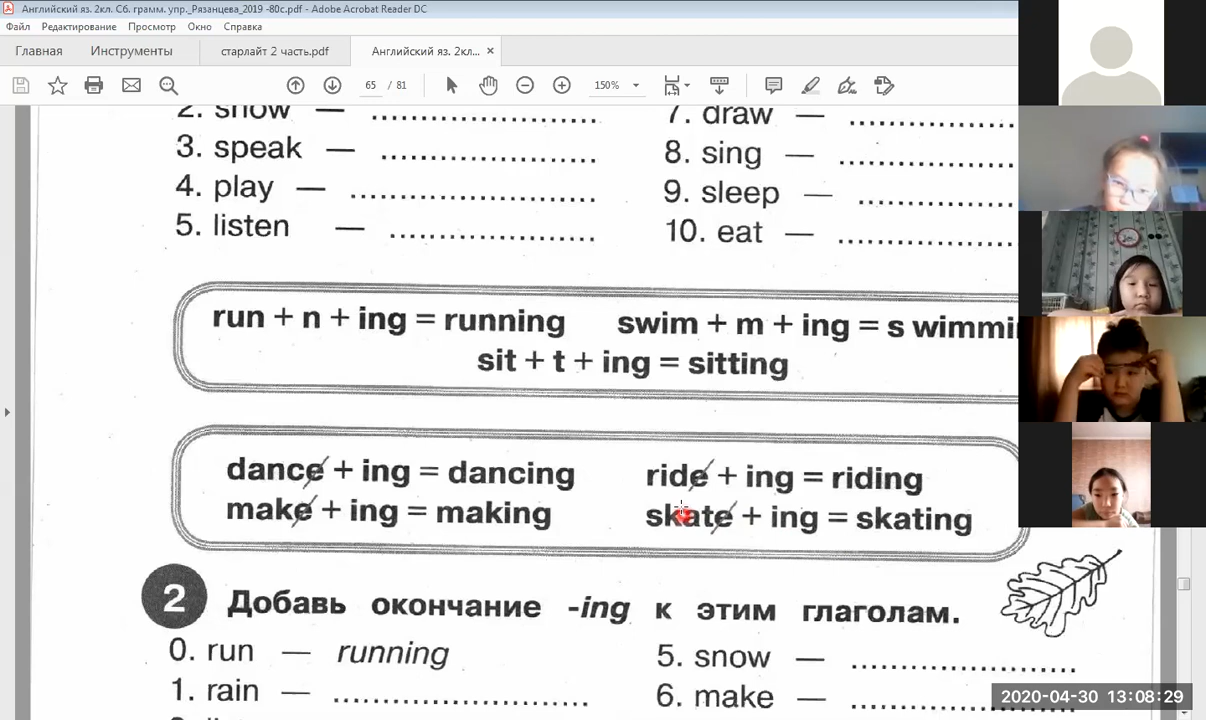 Английский яз. 2кл. Сб. грамм. упр._Рязанцева_2019 -80с.pdf - Adobe Acrobat Reader DC
Файл Редактирование Просмотр Окно Справка
Главная Инструменты старлайт 2 часть.pdf Английский яз. 2кл... ×
65 / 81 150%
2. show — ........................ 7. draw — ........................
3. speak — ........................ 8. sing — ........................
4. play — ........................ 9. sleep — ........................
5. listen — ........................ 10. eat — ........................
run + n + ing = running swim + m + ing = s wimmi
sit + t + ing = sitting
dance + ing = dancing ride + ing = riding
make + ing = making skate + ing = skating
2 Добавь окончание -ing к этим глаголам.
0. run — running 5. snow — ........................
1. rain — ........................ 6. make — ........................
2020-04-30 13:08:29